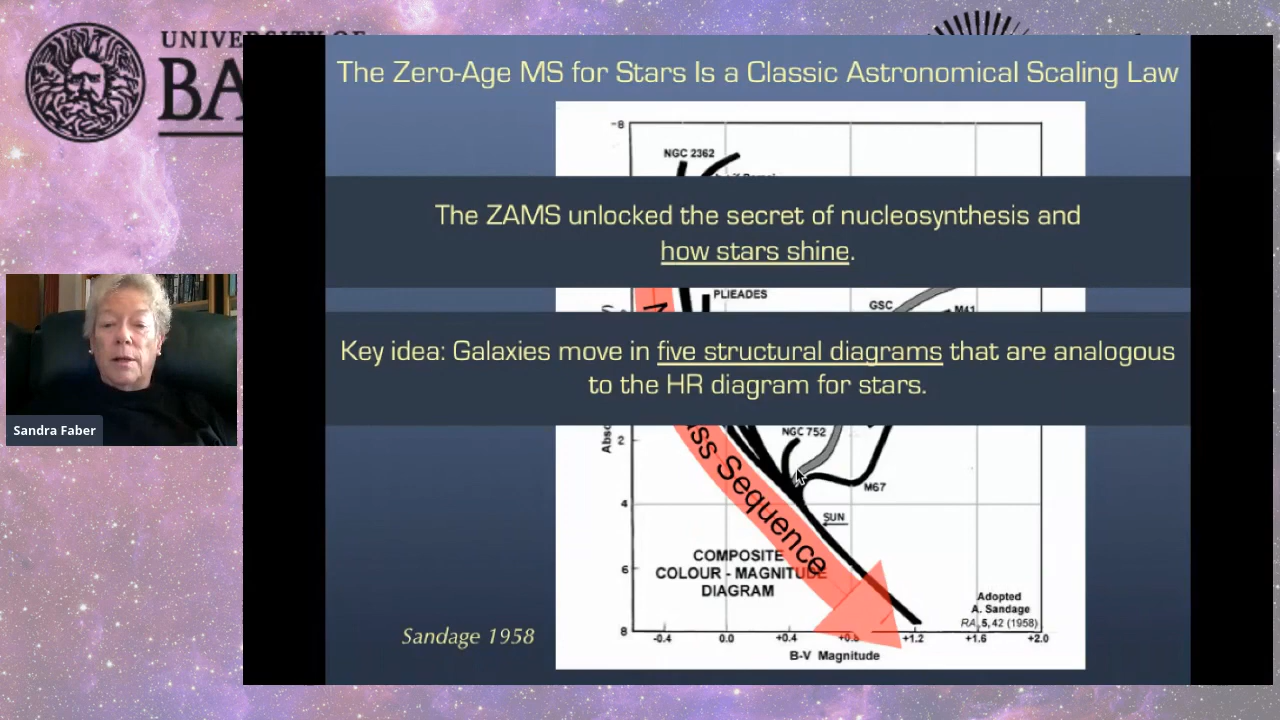 UNIVERSITY OF
BA
The Zero-Age MS for Stars Is a Classic Astronomical Scaling Law
-8
NGC 2362
The ZAMS unlocked the secret of nucleosynthesis and
how stars shine.
PLIEADES
GSC
M41
Key idea: Galaxies move in five structural diagrams that are analogous
to the HR diagram for stars.
NGC 752
Abso
2
ss Sequence
M67
4
SUN
COMPOSITE
COLOUR - MAGNITUDE
DIAGRAM
6
Adopted
A. Sandage
RA, 5, 42 (1958)
8
-0.4 0.0 +0.4 +0.8 +1.2 +1.6 +2.0
B-V Magnitude
Sandage 1958
Sandra Faber